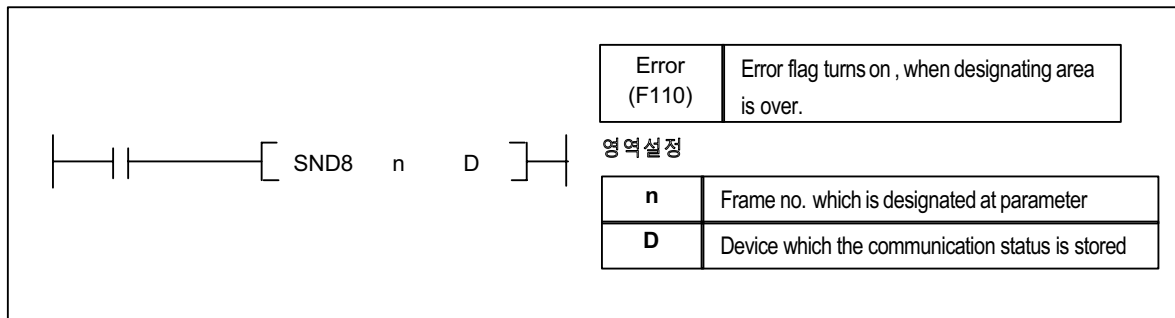 Error
(F110)
Error flag turns on , when designating area
is over.
SND8 n D
영역설정
n Frame no. which is designated at parameter
D Device which the communication status is stored